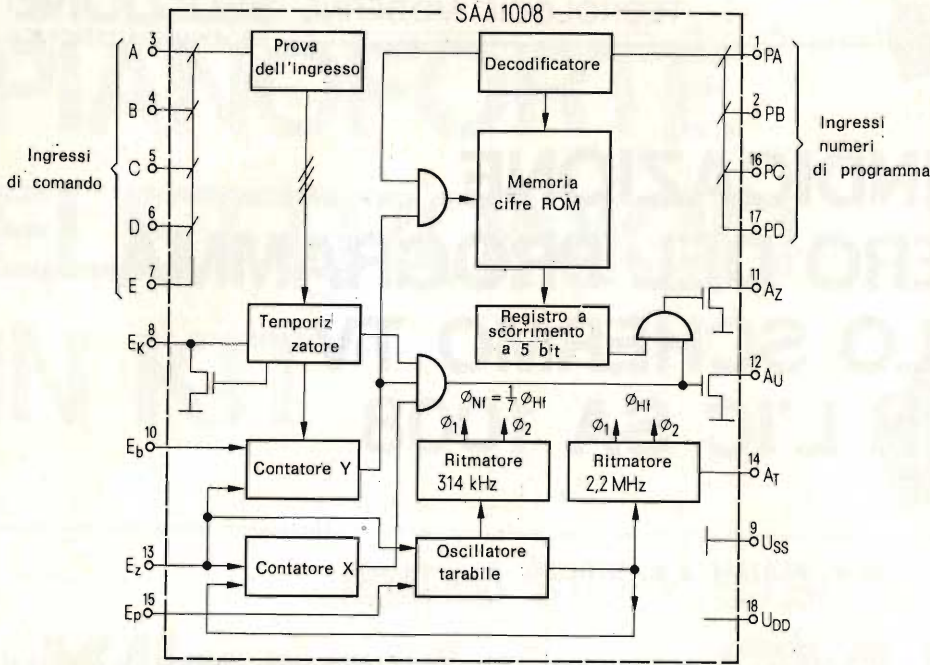 SAA 1008
A 3
B 4
C 5
D 6
E 7
Ingressi
di comando
EK 8
Eb 10
Ez 13
Ep 15
Prova
dell'Ingresso
Decodificatore
Memoria
cifre ROM
Temporiz
zatore
Registro a
scorrimento
a 5 bit
ϕNf = 1/7 ϕHf
ϕ1 ϕ2
ϕHf
ϕ1 ϕ2
Contatore Y
Ritmatore
314 kHz
Ritmatore
2,2 MHz
Contatore X
Oscillatore
tarabile
1 PA
2 PB
16 PC
17 PD
Ingressi
numeri
di programma
11 AZ
12 AU
14 AT
9 USS
18 UDD